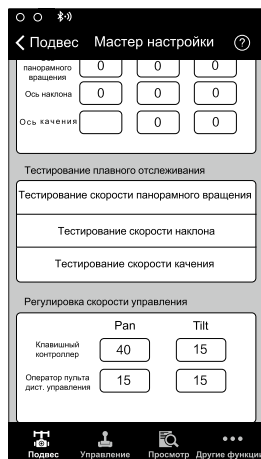 Подвес Мастер настройки ?
панорамного
вращения
0 0 0
Ось наклона 0 0 0
Ось качения 0 0
Тестирование плавного отслеживания
Тестирование скорости панорамного вращения
Тестирование скорости наклона
Тестирование скорости качения
Регулировка скорости управления
Pan Tilt
Клавишный
контроллер
40 15
Оператор пульта
дист. управления
15 15
Подвес Управление Просмотр Другие функци